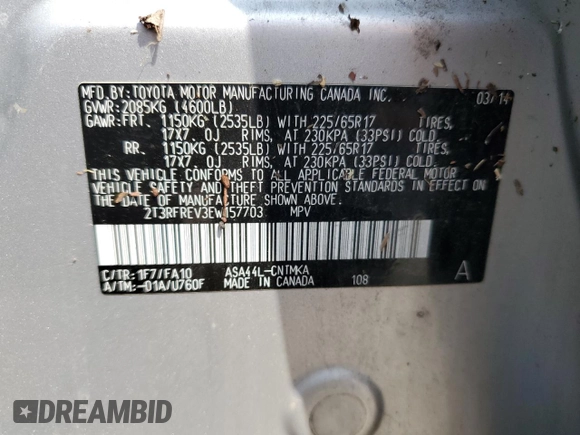 MFD.BY:TOYOTA MOTOR MANUFACTURING CANADA INC. 03/14
GVWR:2085KG (4600LB)
GAWR:FRT. 1150KG (2535LB) WITH 225/65R17 TIRES,
17X7.0J RIMS, AT 230KPA (33PSI) COLD
RR. 1150KG (2535LB) WITH 225/65R17 TIRES,
17X7.0J RIMS, AT 230KPA (33PSI) COLD
THIS VEHICLE CONFORMS TO ALL APPLICABLE FEDERAL MOTOR
VEHICLE SAFETY AND THEFT PREVENTION STANDARDS IN EFFECT ON
THE DATE OF MANUFACTURE SHOWN ABOVE.
2T3RFREV3EW157703 MPV
C/TR:1F7/FA10 ASA44L-CNTMKA A
A/TM:-01A/U760F MADE IN CANADA 108
DREAMBID